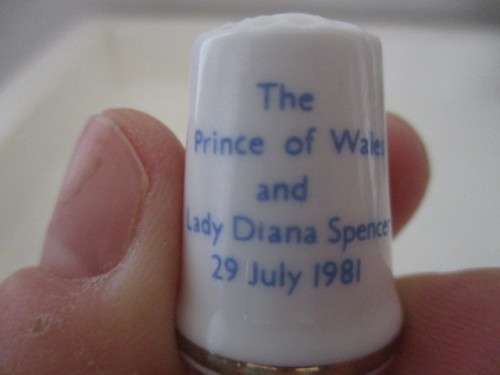 The
Prince of Wales
and
Lady Diana Spencer
29 July 1981